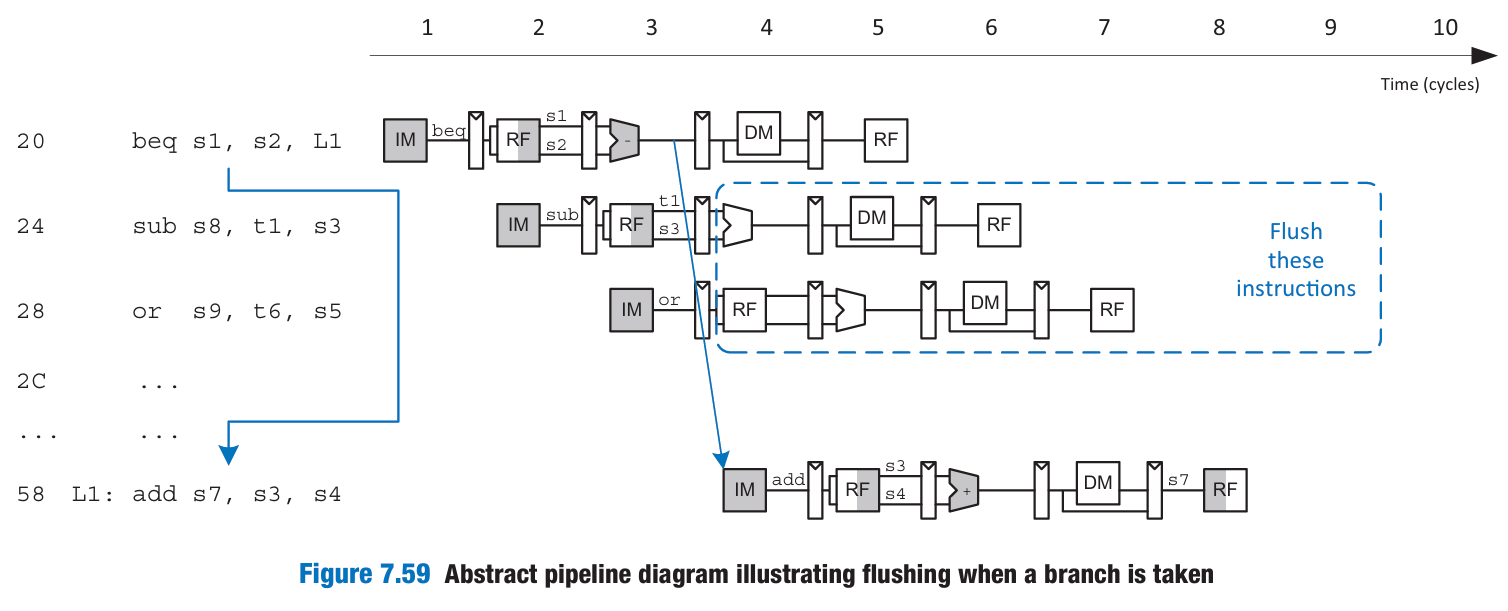 1 2 3 4 5 6 7 8 9 10
Time (cycles)
20 beq s1, s2, L1 IM beq RF s1 s2 - DM RF
24 sub s8, t1, s3 IM sub RF t1 s3 DM RF
28 or s9, t6, s5 IM or RF DM RF
Flush
these
instructions
2C ...
... ...
58 L1: add s7, s3, s4 IM add RF s3 s4 + DM s7 RF
Figure 7.59 Abstract pipeline diagram illustrating flushing when a branch is taken